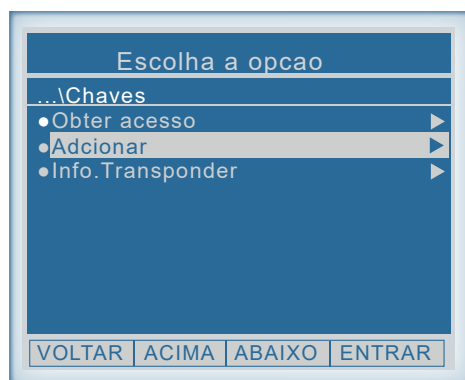 Escolha a opcao
...\Chaves
●Obter acesso
●Adcionar
●Info.Transponder
VOLTAR ACIMA ABAIXO ENTRAR